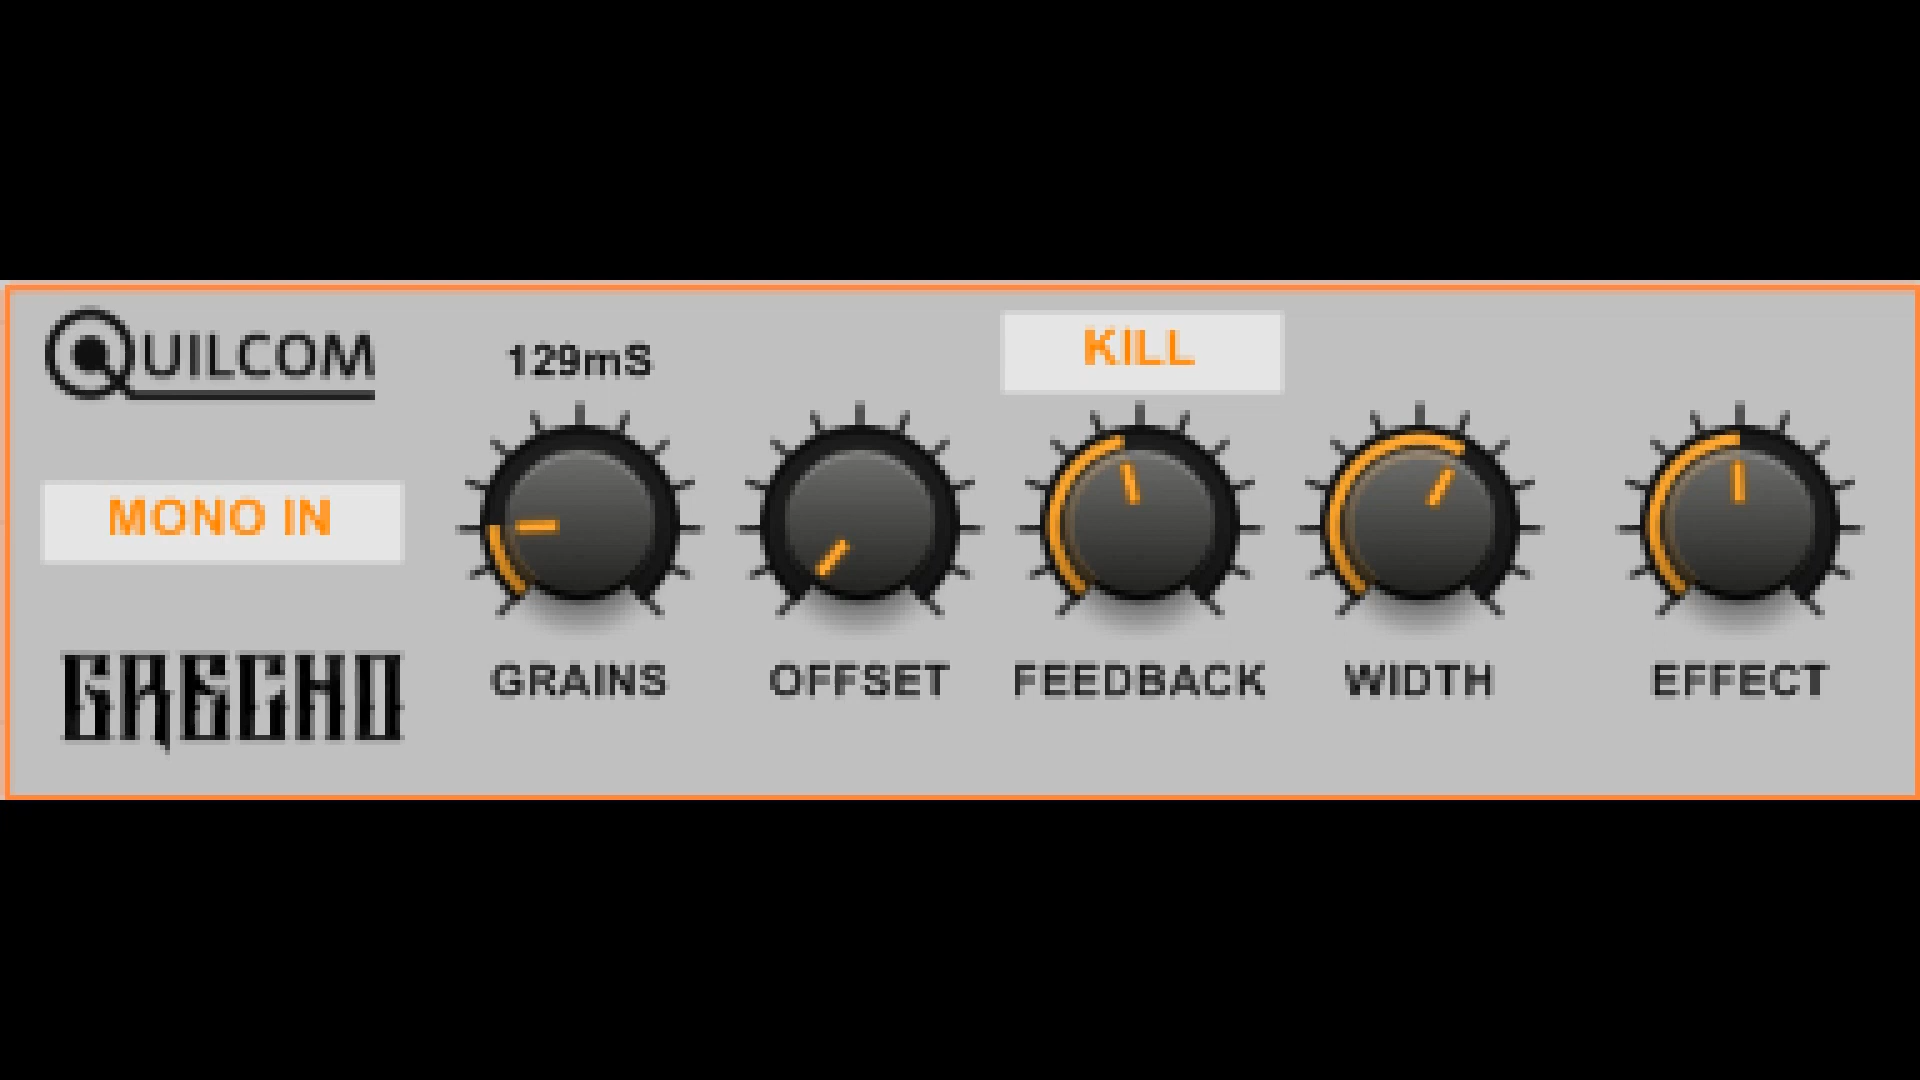 QUILCOM
129mS
KILL
MONO IN
GRECHO
GRAINS
OFFSET
FEEDBACK
WIDTH
EFFECT